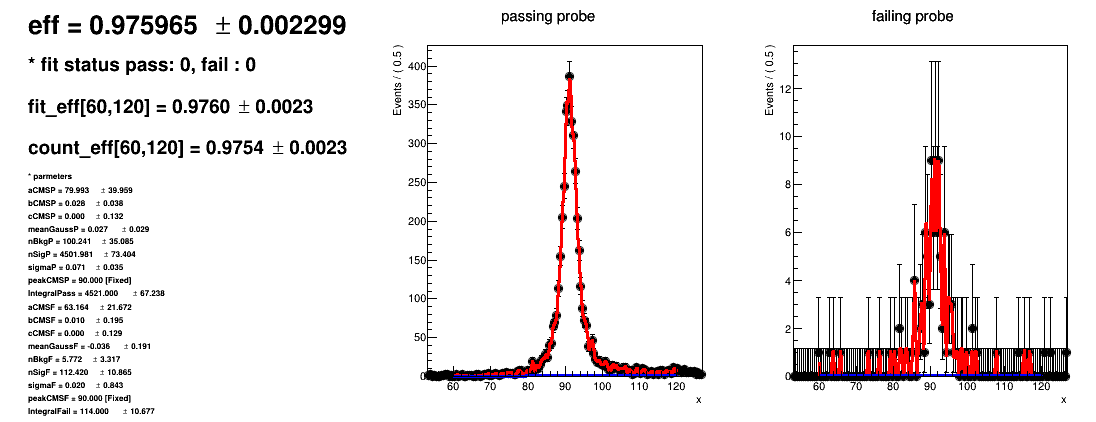 eff = 0.975965 ± 0.002299
* fit status pass: 0, fail : 0
fit_eff[60,120] = 0.9760 ± 0.0023
count_eff[60,120] = 0.9754 ± 0.0023
* parmeters
aCMSP = 79.993 ± 39.959
bCMSP = 0.028 ± 0.038
cCMSP = 0.000 ± 0.132
meanGaussP = 0.027 ± 0.029
nBkgP = 100.241 ± 35.085
nSigP = 4501.981 ± 73.404
sigmaP = 0.071 ± 0.035
peakCMSP = 90.000 [Fixed]
IntegralPass = 4521.000 ± 67.238
aCMSF = 63.164 ± 21.672
bCMSF = 0.010 ± 0.195
cCMSF = 0.000 ± 0.129
meanGaussF = -0.036 ± 0.191
nBkgF = 5.772 ± 3.317
nSigF = 112.420 ± 10.865
sigmaF = 0.020 ± 0.843
peakCMSF = 90.000 [Fixed]
IntegralFail = 114.000 ± 10.677
passing probe
Events / ( 0.5 )
400
350
300
250
200
150
100
50
0
60 70 80 90 100 110 120
x
failing probe
Events / ( 0.5 )
12
10
8
6
4
2
0
60 70 80 90 100 110 120
x